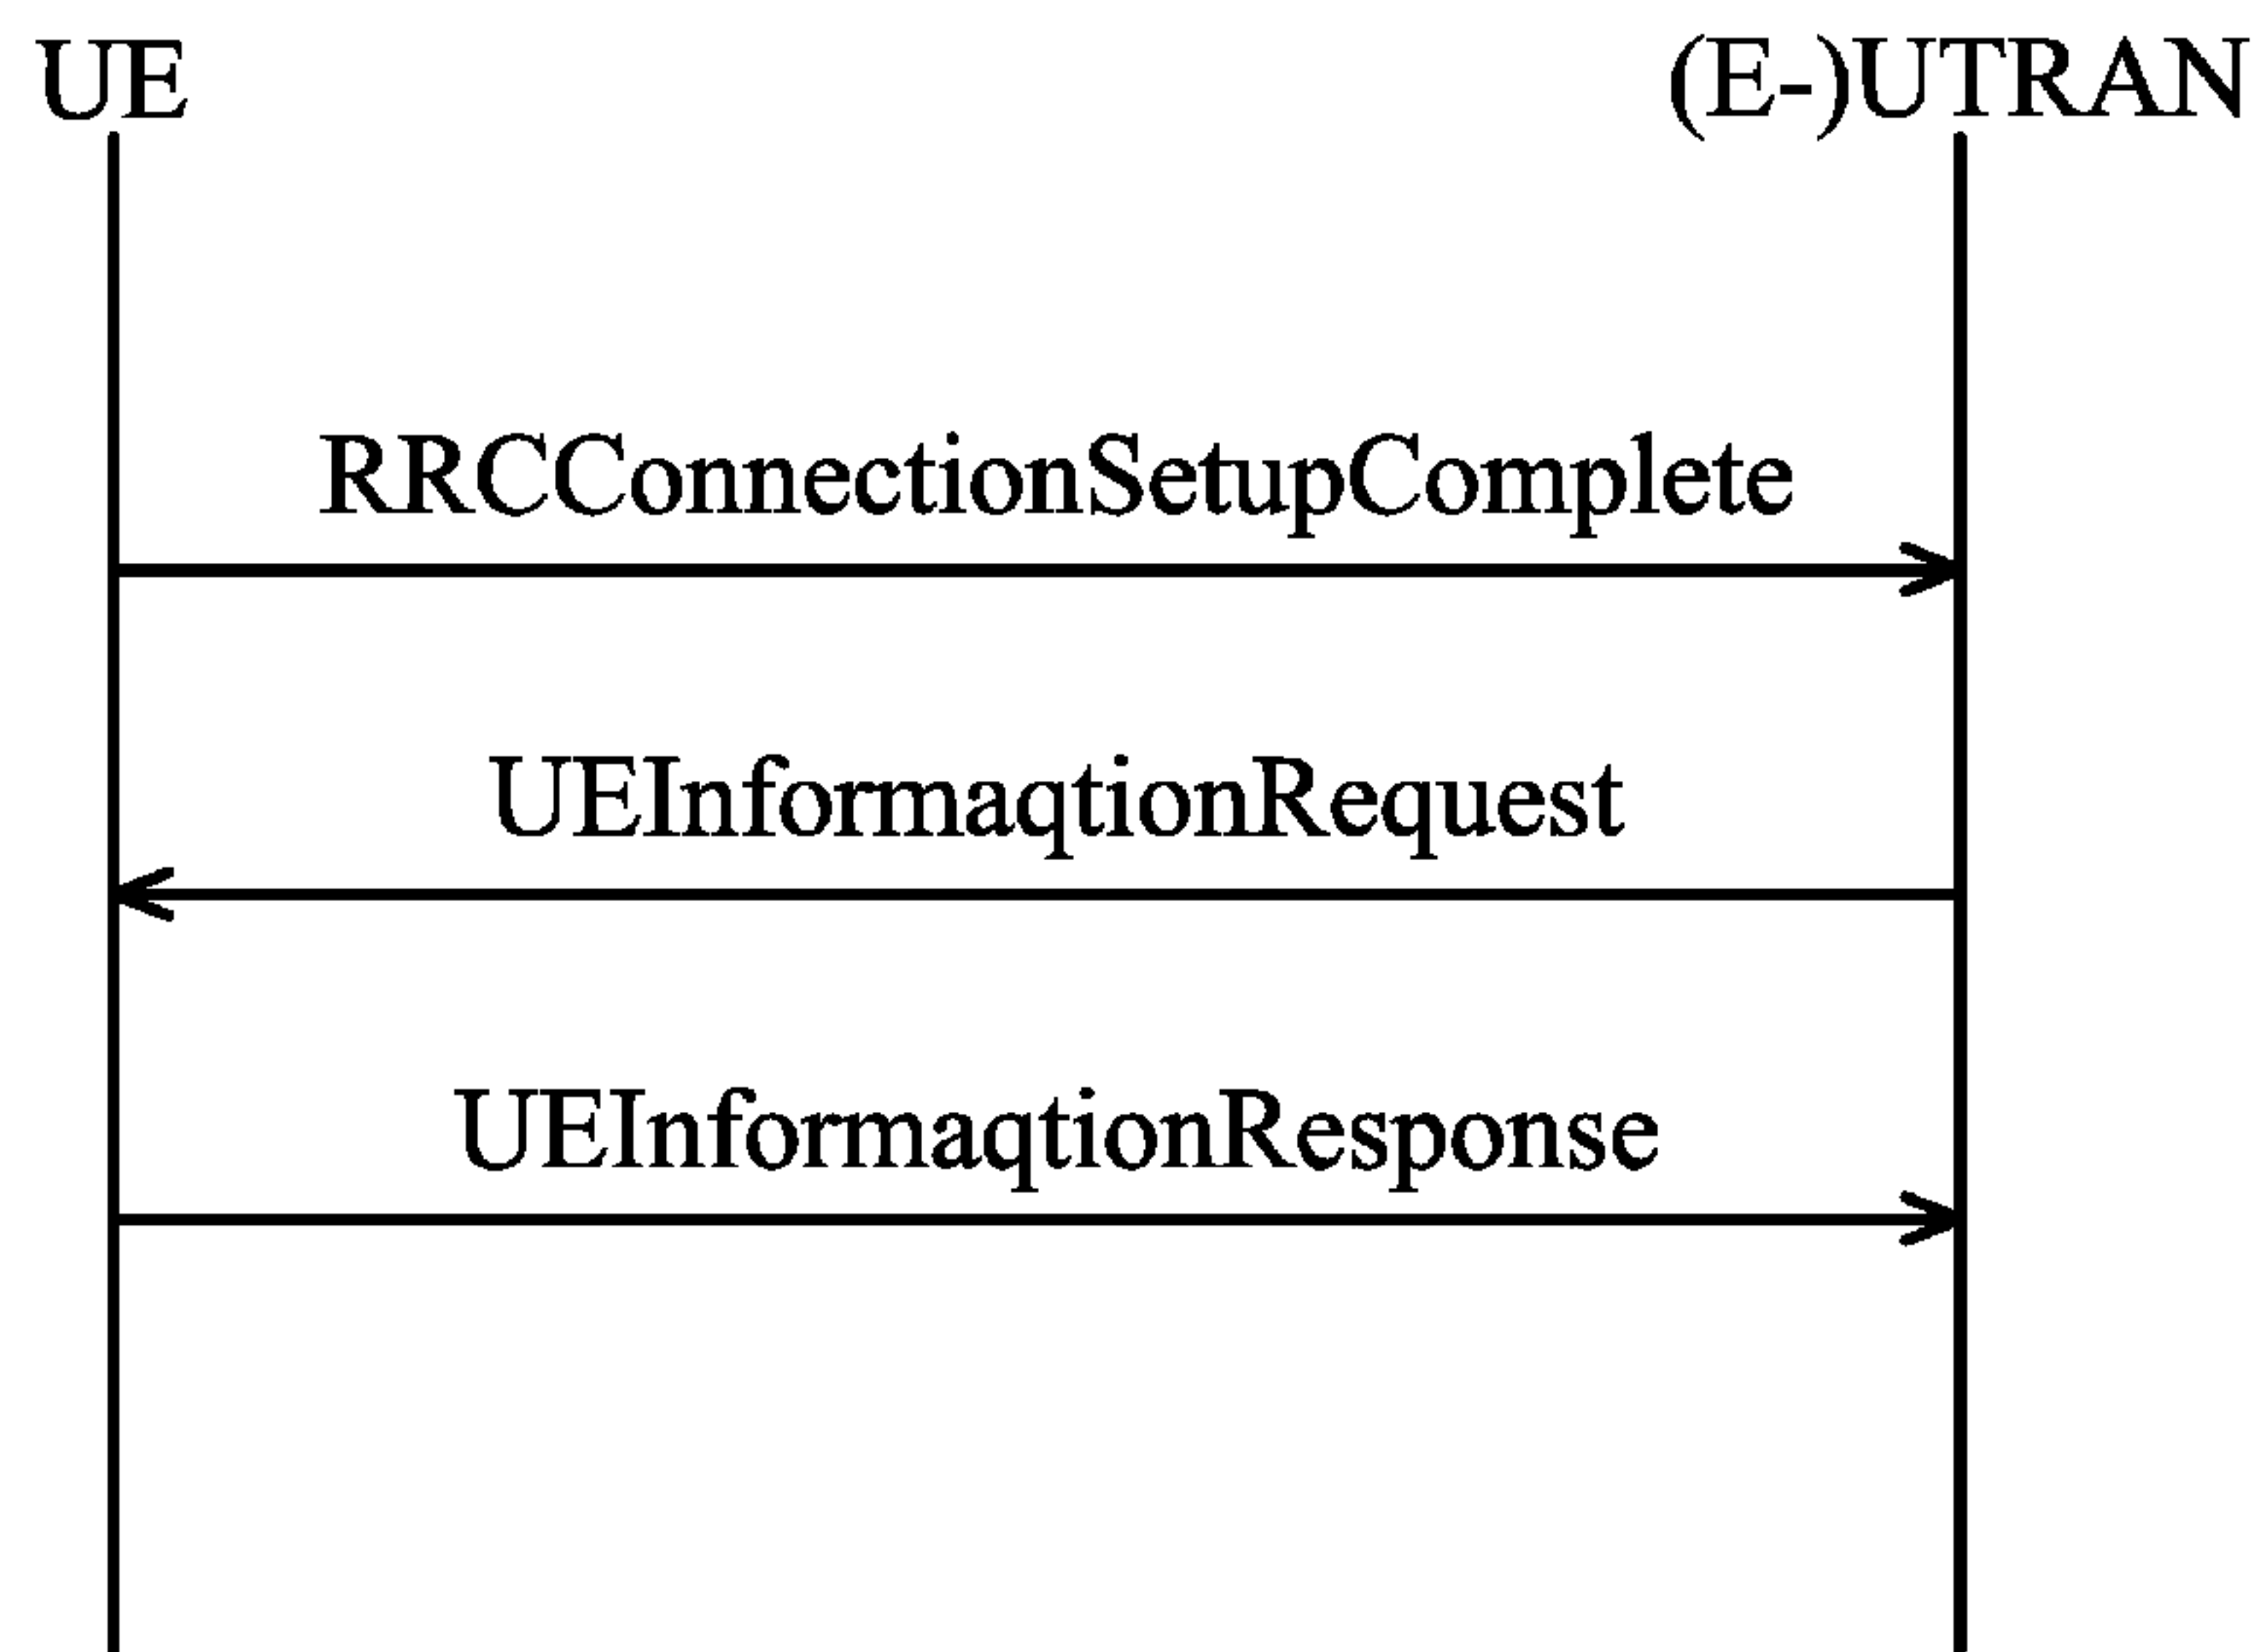 UE (E-)UTRAN
RRCConnectionSetupComplete
UEInformaqtionRequest
UEInformaqtionResponse